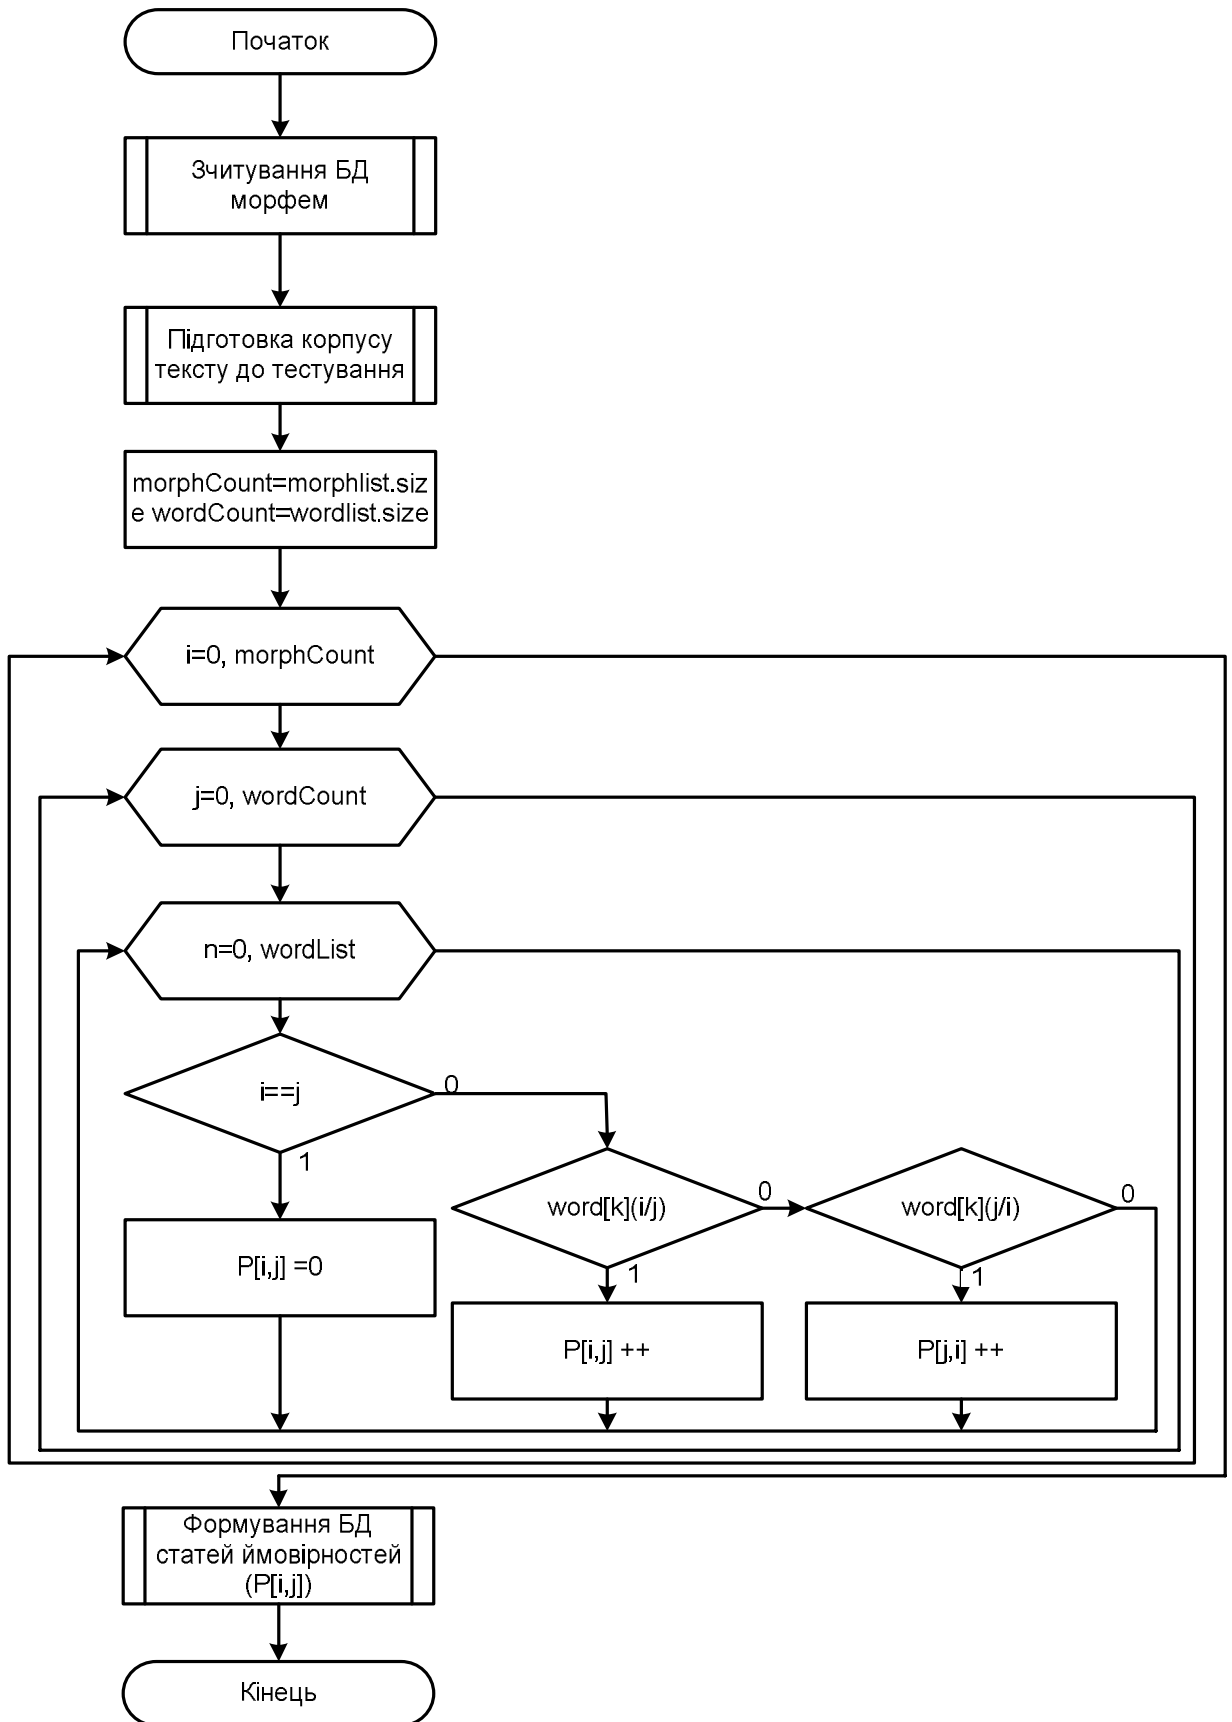 Початок
Зчитування БД
морфем
Підготовка корпусу
тексту до тестування
morphCount=morphlist.siz
e wordCount=wordlist.size
i=0, morphCount
j=0, wordCount
n=0, wordList
i==j
0
1
word[k](i/j)
0
word[k](j/i)
0
P[i,j] =0
1
1
P[i,j] ++
P[j,i] ++
Формування БД
статей ймовірностей
(P[i,j])
Кінець